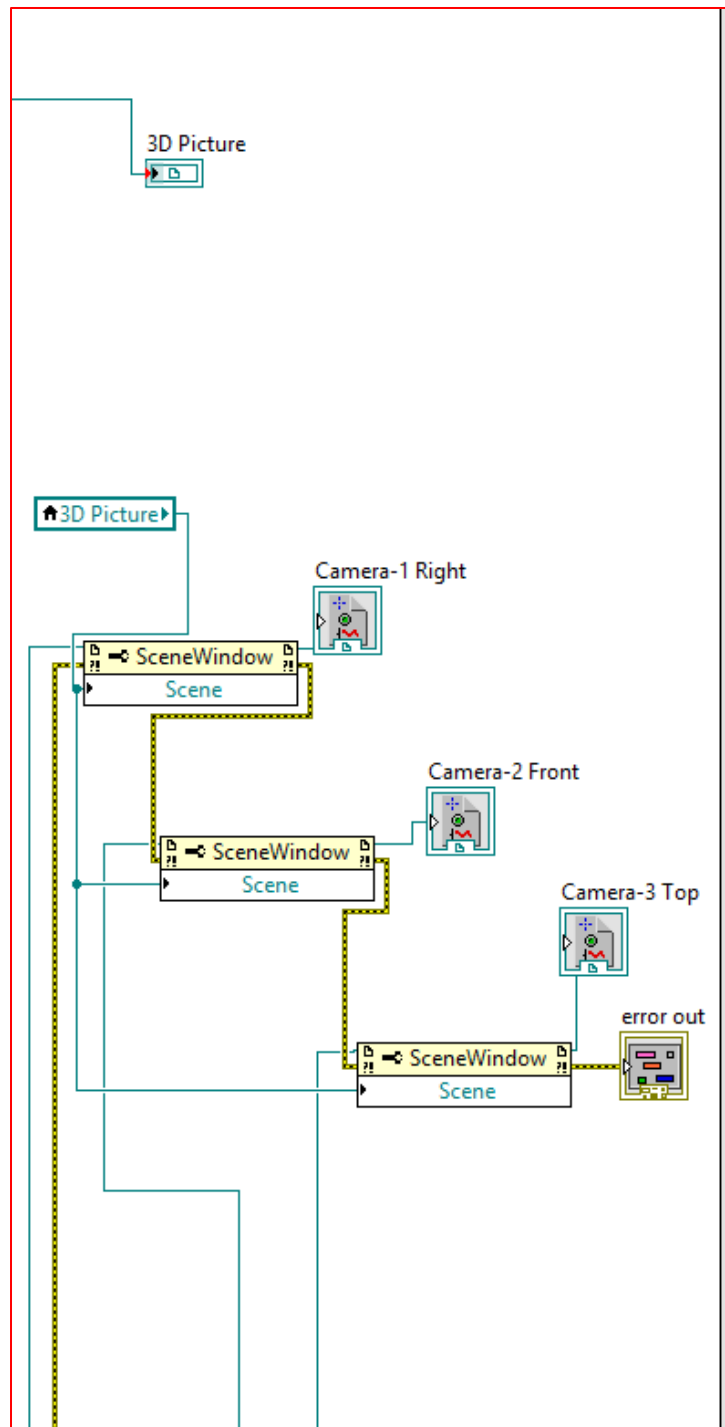 3D Picture
3D Picture
Camera-1 Right
?! SceneWindow ?!
Scene
Camera-2 Front
?! SceneWindow ?!
Scene
Camera-3 Top
error out
?! SceneWindow ?!
Scene